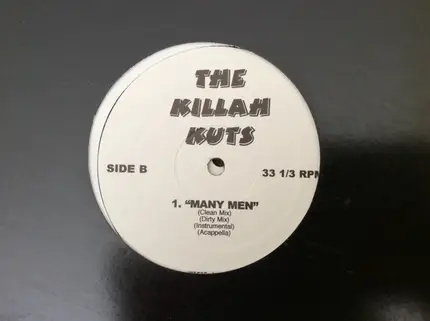 THE
KILLAH
KUTS
SIDE B
33 1/3 RPM
1. "MANY MEN"
(Clean Mix)
(Dirty Mix)
(Instrumental)
(Acappella)